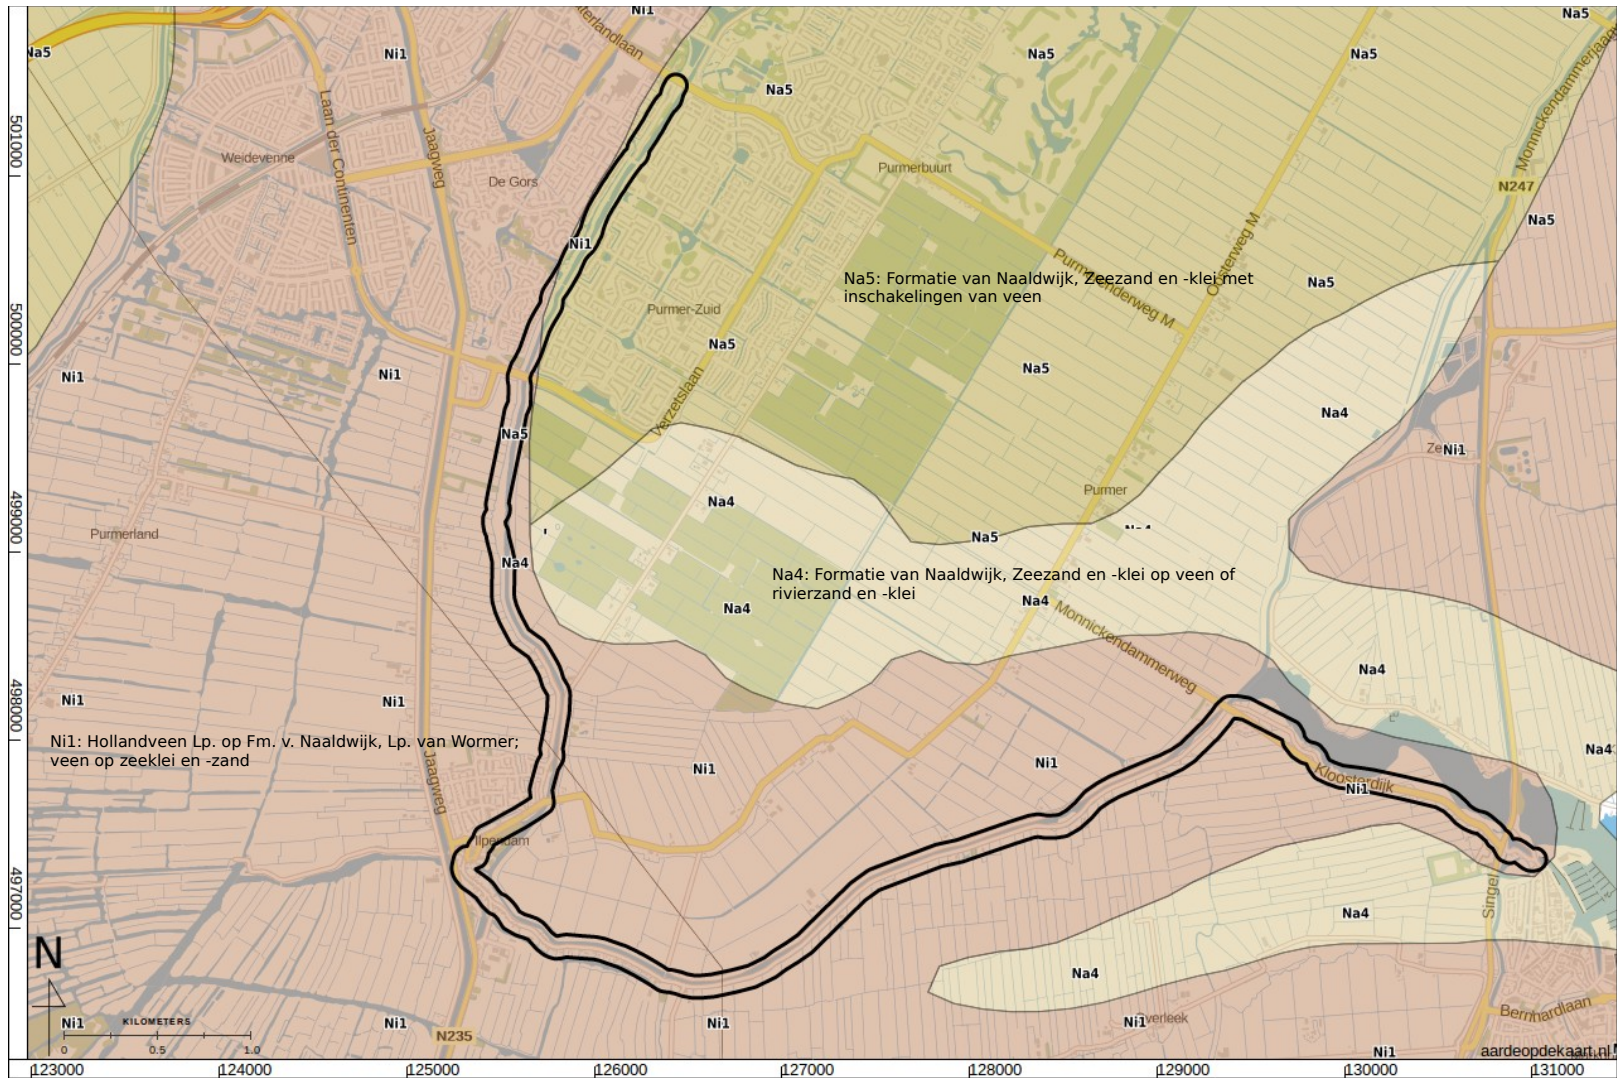 Ni1
Na5
Na5
Ni1
Na5
Na5
Na5
Laan der Continenten
Jaagweg
Weidevenne
De Gors
Purmerbuurt
N247
Na5
Ni1
Purmer-Zuid
Na5: Formatie van Naaldwijk, Zeezand en -klei met
inschakelingen van veen
Oosterweg M
Na5
501000
500000
Na5
Na5
Ni1
Ni1
Verzetslaan
Na4
Na5
Ni1
Purmer
Na4
499000
Purmerland
Na5
Na4
Na4: Formatie van Naaldwijk, Zeezand en -klei op veen of
rivierzand en -klei
Na4
Na4
Monnickendammerweg
Na4
498000
Ni1
Ni1
Ni1: Hollandveen Lp. op Fm. v. Naaldwijk, Lp. van Wormer;
veen op zeeklei en -zand
Jaagweg
Ni1
Ni1
Na4
Kloosterdijk
Ni1
Ilpendam
Singel
497000
Na4
Na4
N
Ni1
KILOMETERS
0 0.5 1.0
Ni1
N235
Ni1
Ni1
Bernhardlaan
Ni1
aardeopdekaart.nl
123000 124000 125000 126000 127000 128000 129000 130000 131000